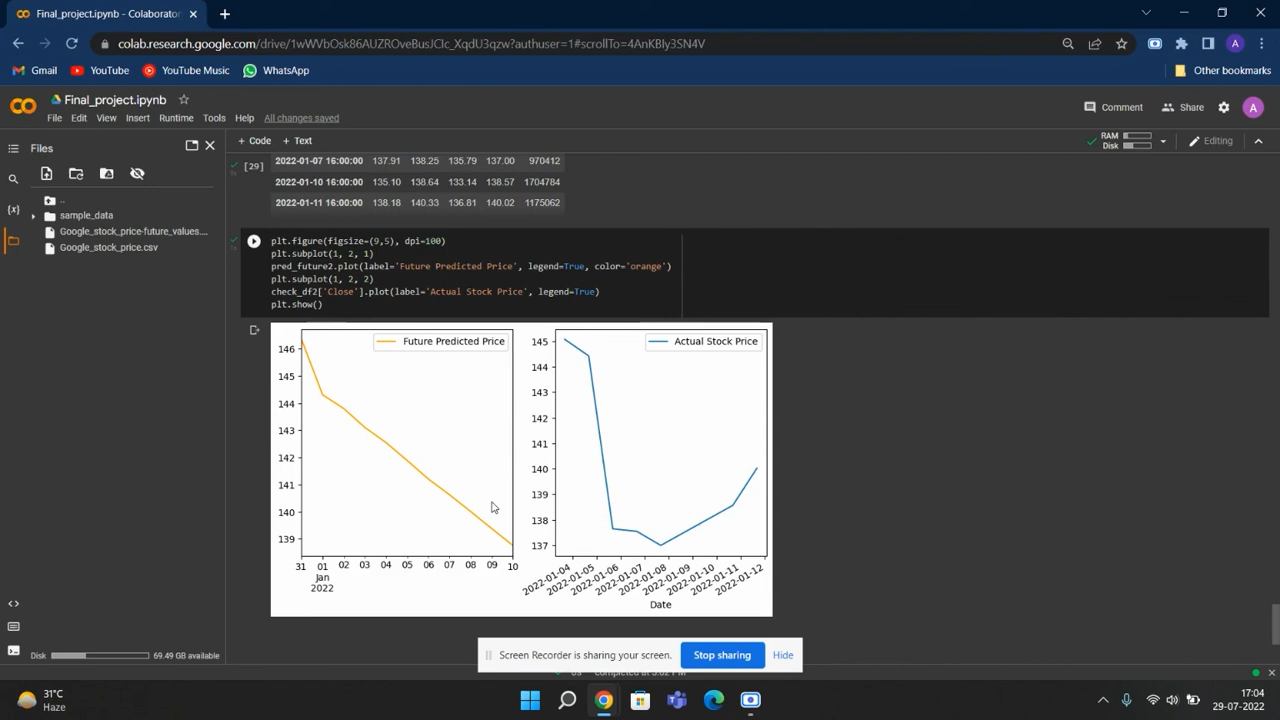 Final_project.ipynb - Colaborator
colab.research.google.com/drive/1wWVbOsk86AUZROveBusJCIc_XqdU3qzw?authuser=1#scrollTo=4AnKBly3SN4V
Gmail YouTube YouTube Music WhatsApp Other bookmarks
Final_project.ipynb
Comment Share A
File Edit View Insert Runtime Tools Help All changes saved
Files
+ Code + Text
RAM
Disk
Editing
..
sample_data
Google_stock_price-future_values....
Google_stock_price.csv
[29]
2022-01-07 16:00:00 137.91 138.25 135.79 137.00 970412
2022-01-10 16:00:00 135.10 138.64 133.14 138.57 1704784
2022-01-11 16:00:00 138.18 140.33 136.81 140.02 1175062
plt.figure(figsize=(9,5), dpi=100)
plt.subplot(1, 2, 1)
pred_future2.plot(label='Future Predicted Price', legend=True, color='orange')
plt.subplot(1, 2, 2)
check_df2['Close'].plot(label='Actual Stock Price', legend=True)
plt.show()
Future Predicted Price
146
145
144
143
142
141
140
139
31 01 02 03 04 05 06 07 08 09 10
Jan
2022
Actual Stock Price
145
144
143
142
141
140
139
138
137
2022-01-04 2022-01-05 2022-01-06 2022-01-07 2022-01-08 2022-01-09 2022-01-10 2022-01-11 2022-01-12
Date
Disk 69.49 GB available
Screen Recorder is sharing your screen. Stop sharing Hide
31°C
Haze
17:04
29-07-2022